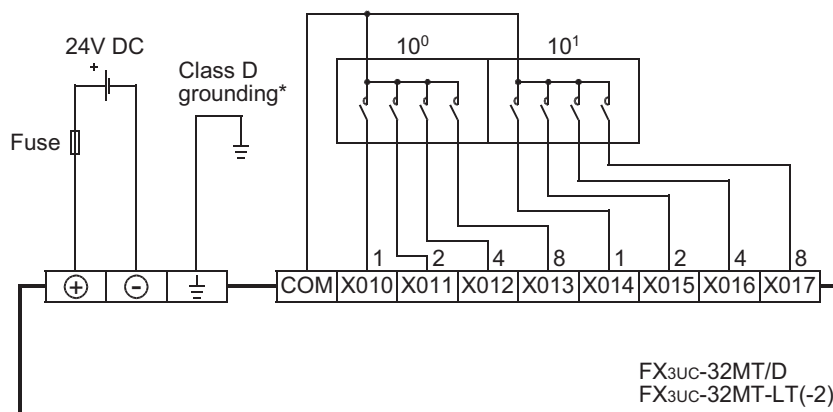 24V DC
+
Class D
grounding*
Fuse
10⁰ 10¹
1 2 4 8 1 2 4 8
+ - COM X010 X011 X012 X013 X014 X015 X016 X017
FX3UC-32MT/D
FX3UC-32MT-LT(-2)